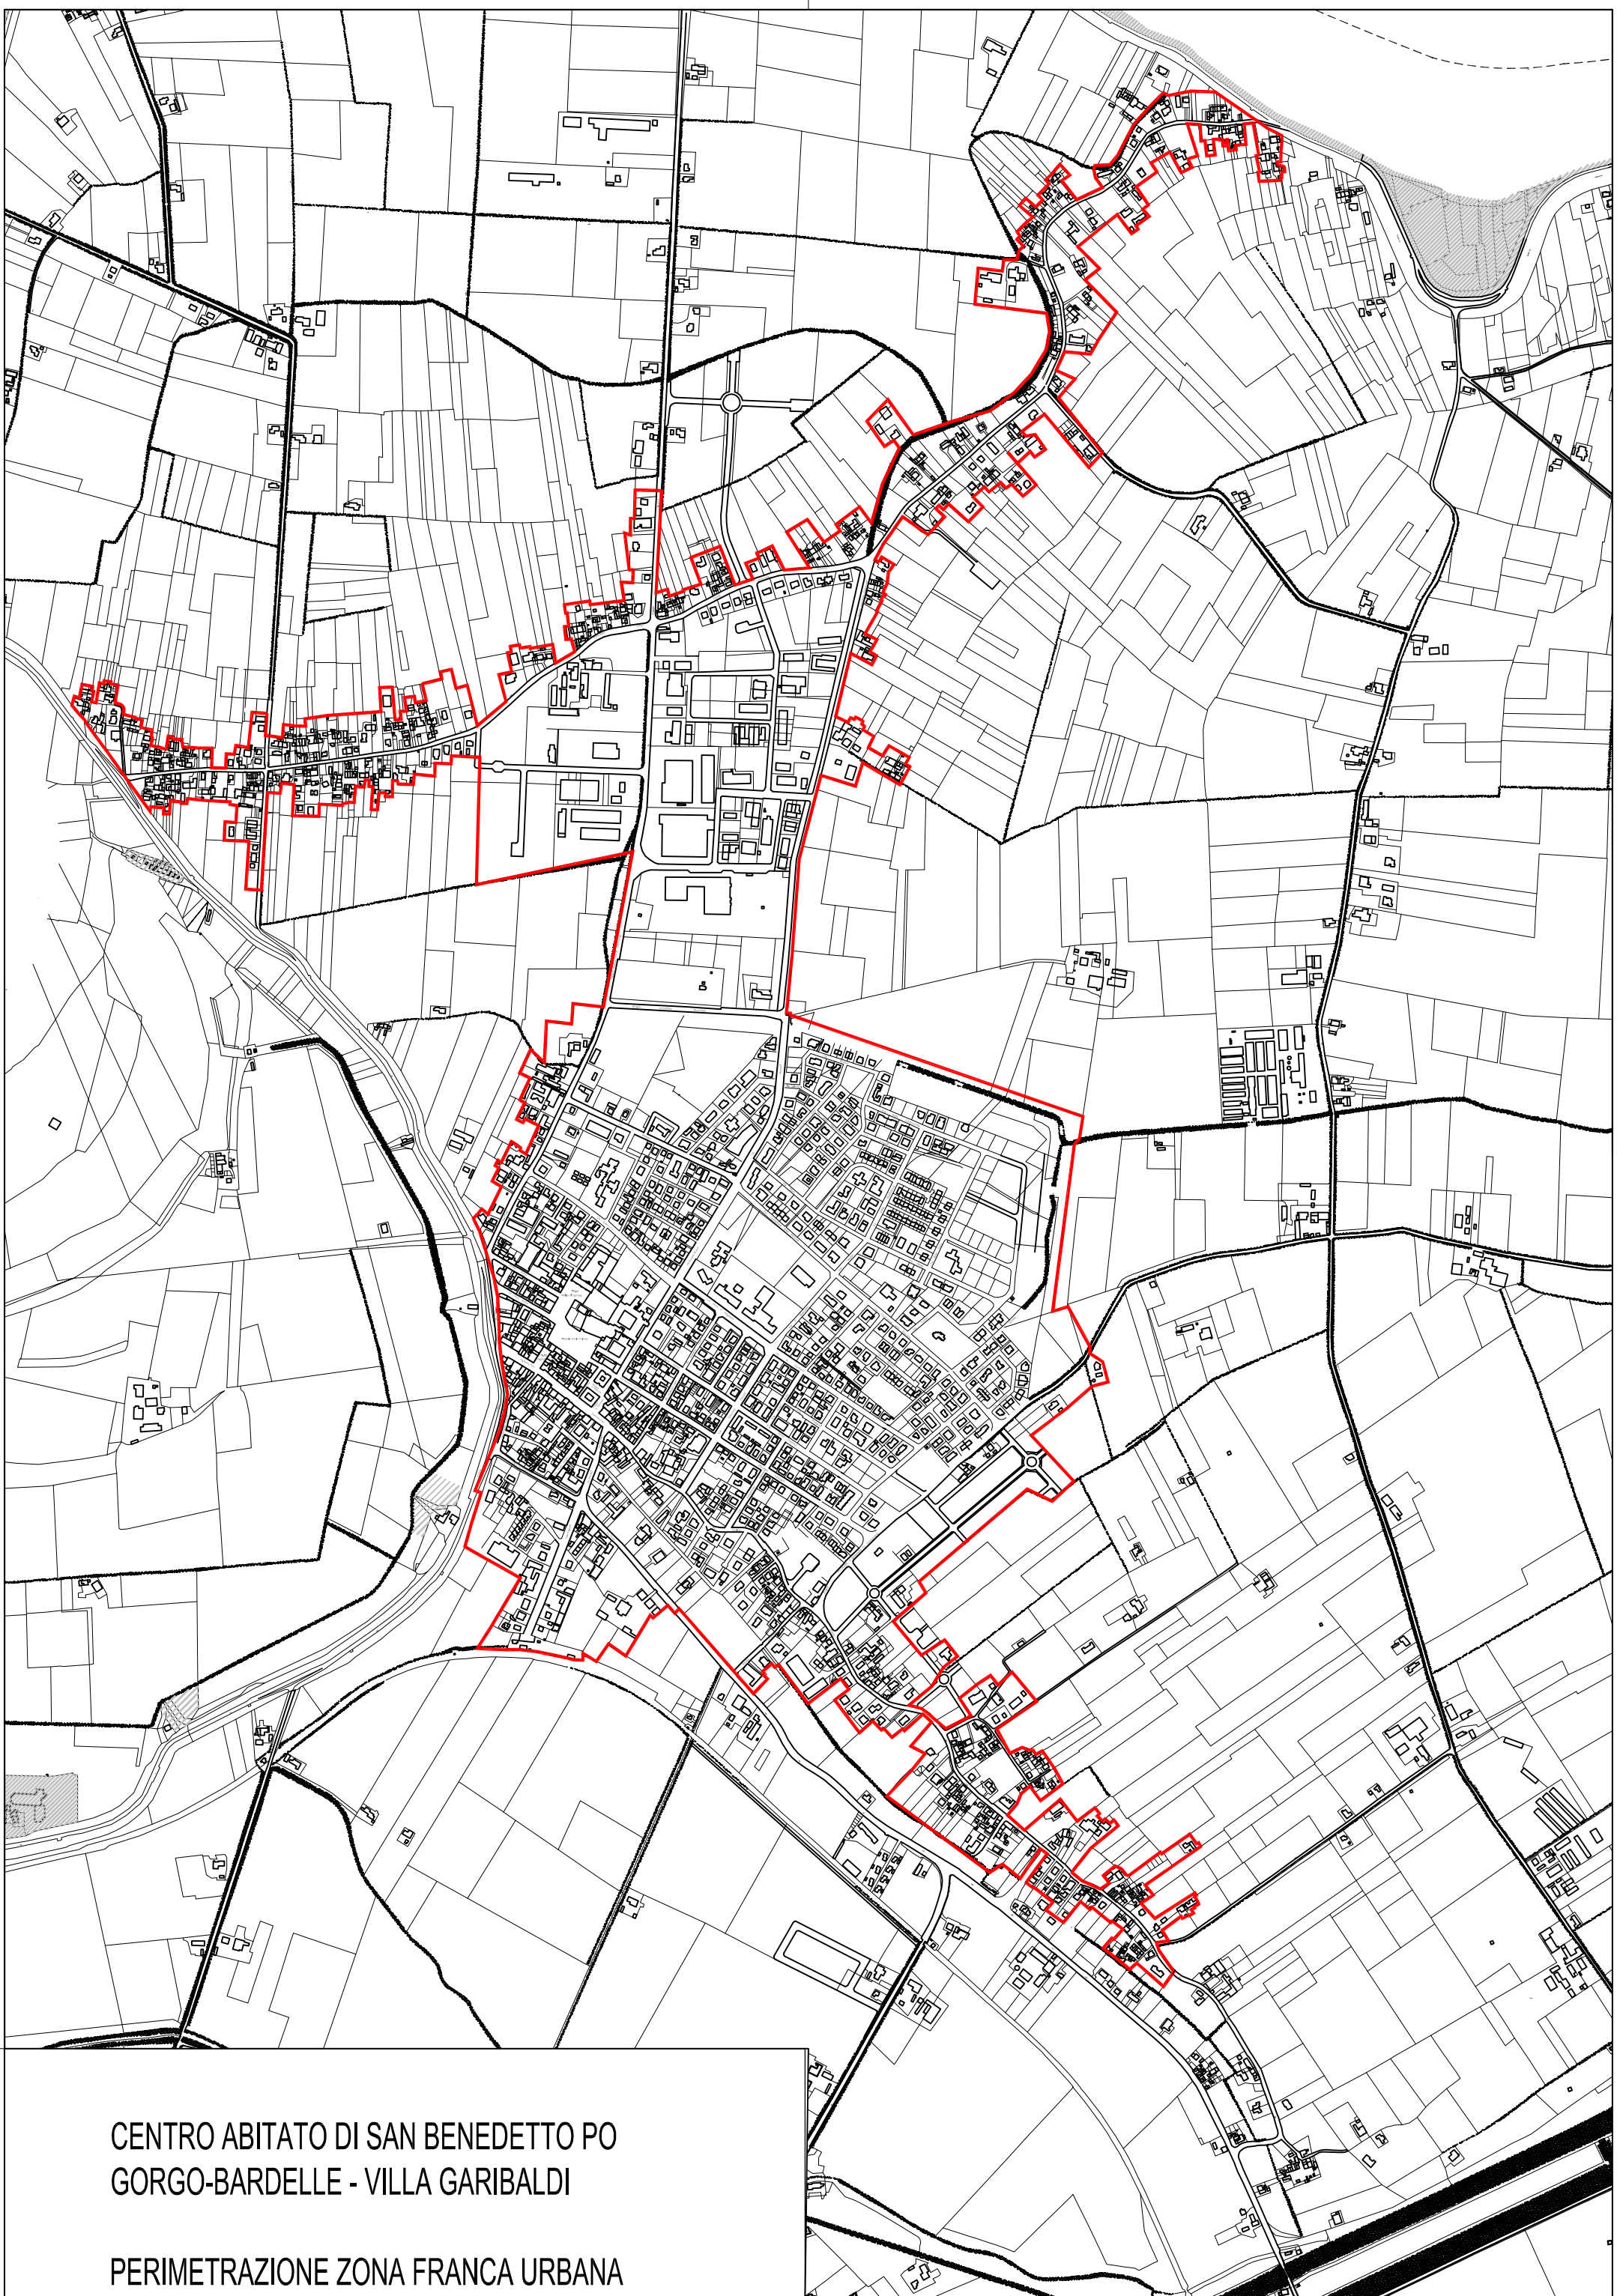 CENTRO ABITATO DI SAN BENEDETTO PO
GORGO-BARDELLE - VILLA GARIBALDI
PERIMETRAZIONE ZONA FRANCA URBANA